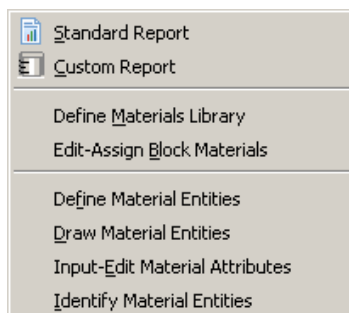 Standard Report
Custom Report
Define Materials Library
Edit-Assign Block Materials
Define Material Entities
Draw Material Entities
Input-Edit Material Attributes
Identify Material Entities